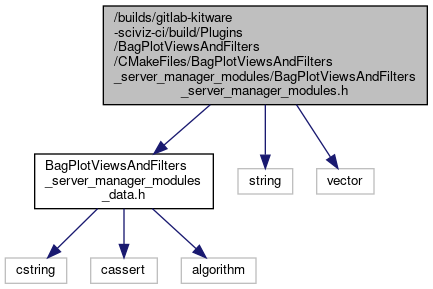 /builds/gitlab-kitware
-sciviz-ci/build/Plugins
/BagPlotViewsAndFilters
/CMakeFiles/BagPlotViewsAndFilters
_server_manager_modules/BagPlotViewsAndFilters
_server_manager_modules.h
BagPlotViewsAndFilters
_server_manager_modules
_data.h
string
vector
cstring
cassert
algorithm